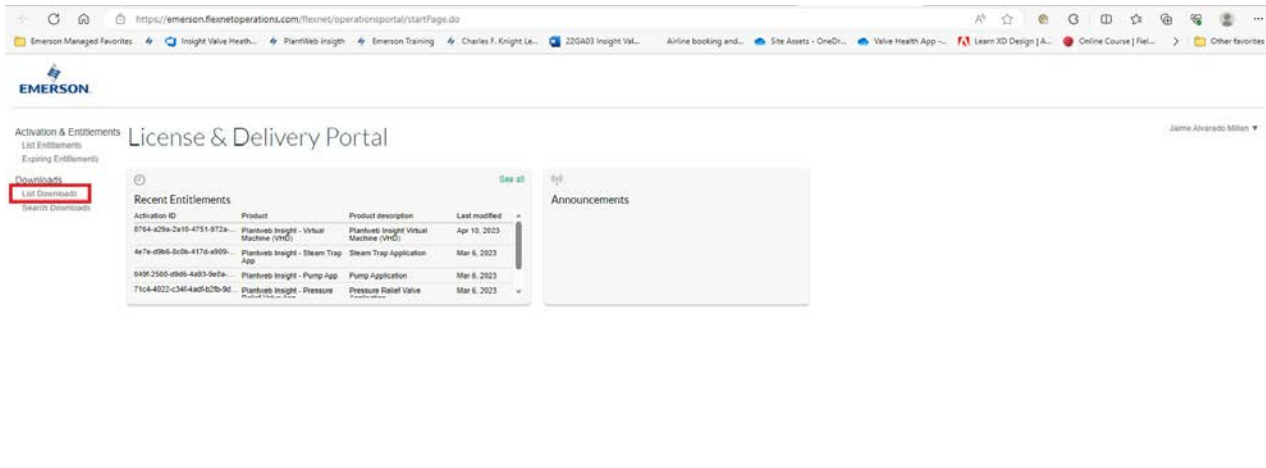 https://emerson.flexnetoperations.com/flexnet/operationsportal/startPage.do
Emerson Managed Favorites Insight Valve Heath... PlantWeb insigth Emerson Training Charles F. Knight Le... 22GA03 Insight Val... Airline booking and... Site Assets - OneDr... Valve Health App -... Learn XD Design | A... Online Course | Fiel... Other favorites
EMERSON
Activation & Entitlements
List Entitlements
Expiring Entitlements
Downloads
List Downloads
Search Downloads
License & Delivery Portal
Jaime Alvarado Millan
See all
Recent Entitlements
Activation ID Product Product description Last modified
Plantweb Insight - Virtual Machine (VHD) Plantweb Insight Virtual Machine (VHD) Apr 10, 2023
Plantweb Insight - Steam Trap App Steam Trap Application Mar 6, 2023
Plantweb Insight - Pump App Pump Application Mar 6, 2023
Plantweb Insight - Pressure Relief Valve App Pressure Relief Valve Application Mar 6, 2023
Announcements